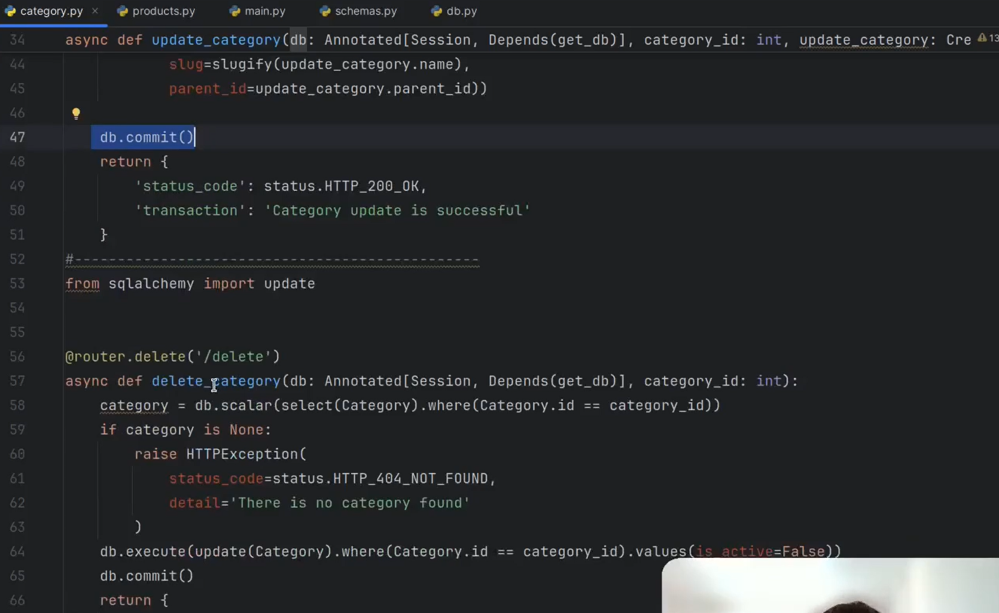 category.py × products.py main.py schemas.py db.py
34 async def update_category(db: Annotated[Session, Depends(get_db)], category_id: int, update_category: Cre 13
44 slug=slugify(update_category.name),
45 parent_id=update_category.parent_id))
46
47 db.commit()
48 return {
49 'status_code': status.HTTP_200_OK,
50 'transaction': 'Category update is successful'
51 }
52 #-----------------------------------------------
53 from sqlalchemy import update
54
55
56 @router.delete('/delete')
57 async def delete_category(db: Annotated[Session, Depends(get_db)], category_id: int):
58 category = db.scalar(select(Category).where(Category.id == category_id))
59 if category is None:
60 raise HTTPException(
61 status_code=status.HTTP_404_NOT_FOUND,
62 detail='There is no category found'
63 )
64 db.execute(update(Category).where(Category.id == category_id).values(is_active=False))
65 db.commit()
66 return {